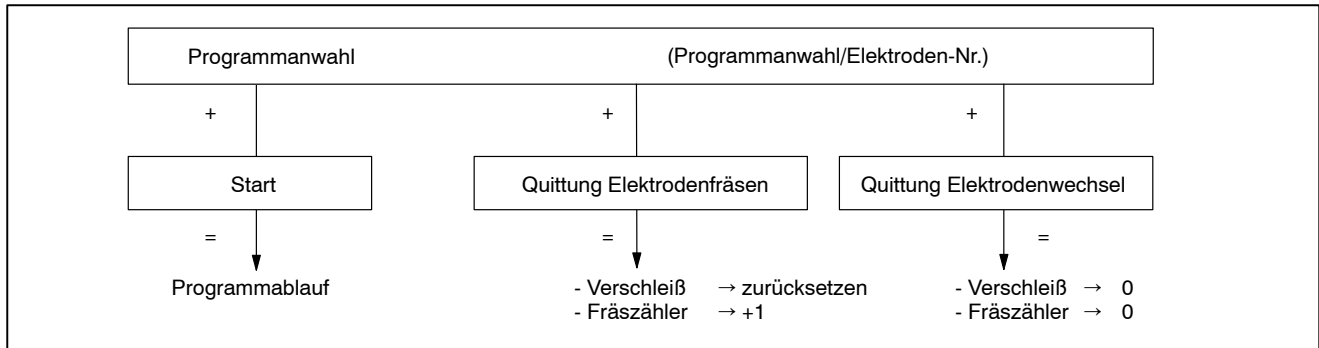 Programmanwahl (Programmanwahl/Elektroden-Nr.)
+ + +
Start Quittung Elektrodenfräsen Quittung Elektrodenwechsel
= = =
Programmablauf - Verschleiß → zurücksetzen - Verschleiß → 0
- Fräszähler → +1 - Fräszähler → 0